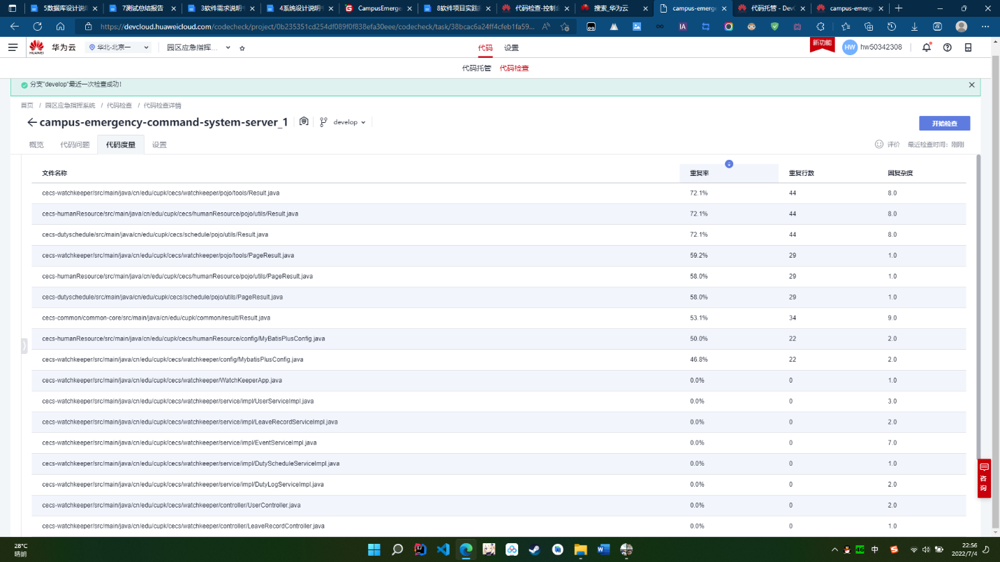 5数据库设计说明
7测试总结报告
3软件需求说明书
4系统设计说明书
CampusEmerge
8软件项目实践报
代码检查-控制台
搜索_华为云
campus-emerge
代码托管 - Dev
campus-emerg
https://devcloud.huaweicloud.com/codecheck/project/0b235351cd254df089f0f838efa30eee/codecheck/task/38bcac6a24ff4cfeb1fa59...
HUAWEI
华为云
华北-北京一
园区应急指挥...
代码
设置
新功能
HW
hw50342308
代码托管
代码检查
分支"develop"最近一次检查成功!
首页 / 园区应急指挥系统 / 代码检查 / 代码检查详情
campus-emergency-command-system-server_1
develop
开始检查
概览
代码问题
代码度量
设置
评价
最近检查时间: 刚刚
文件名称 重复率 重复行数 圈复杂度
cecs-watchkeeper/src/main/java/cn/edu/cupk/cecs/watchkeeper/pojo/tools/Result.java 72.1% 44 8.0
cecs-humanResource/src/main/java/cn/edu/cupk/cecs/humanResource/pojo/utils/Result.java 72.1% 44 8.0
cecs-dutyschedule/src/main/java/cn/edu/cupk/cecs/schedule/pojo/utils/Result.java 72.1% 44 8.0
cecs-watchkeeper/src/main/java/cn/edu/cupk/cecs/watchkeeper/pojo/tools/PageResult.java 59.2% 29 1.0
cecs-humanResource/src/main/java/cn/edu/cupk/cecs/humanResource/pojo/utils/PageResult.java 58.0% 29 1.0
cecs-dutyschedule/src/main/java/cn/edu/cupk/cecs/schedule/pojo/utils/PageResult.java 58.0% 29 1.0
cecs-common/common-core/src/main/java/cn/edu/cupk/common/result/Result.java 53.1% 34 9.0
cecs-humanResource/src/main/java/cn/edu/cupk/cecs/humanResource/config/MyBatisPlusConfig.java 50.0% 22 2.0
cecs-watchkeeper/src/main/java/cn/edu/cupk/cecs/watchkeeper/config/MybatisPlusConfig.java 46.8% 22 2.0
cecs-watchkeeper/src/main/java/cn/edu/cupk/cecs/watchkeeper/WatchKeeperApp.java 0.0% 0 1.0
cecs-watchkeeper/src/main/java/cn/edu/cupk/cecs/watchkeeper/service/impl/UserServiceImpl.java 0.0% 0 3.0
cecs-watchkeeper/src/main/java/cn/edu/cupk/cecs/watchkeeper/service/impl/LeaveRecordServiceImpl.java 0.0% 0 2.0
cecs-watchkeeper/src/main/java/cn/edu/cupk/cecs/watchkeeper/service/impl/EventServiceImpl.java 0.0% 0 7.0
cecs-watchkeeper/src/main/java/cn/edu/cupk/cecs/watchkeeper/service/impl/DutyScheduleServiceImpl.java 0.0% 0 1.0
cecs-watchkeeper/src/main/java/cn/edu/cupk/cecs/watchkeeper/service/impl/DutyLogServiceImpl.java 0.0% 0 2.0
cecs-watchkeeper/src/main/java/cn/edu/cupk/cecs/watchkeeper/controller/UserController.java 0.0% 0 2.0
cecs-watchkeeper/src/main/java/cn/edu/cupk/cecs/watchkeeper/controller/LeaveRecordController.java 0.0% 0 1.0
咨
询
28°C
晴朗
46
中
22:56
2022/7/4